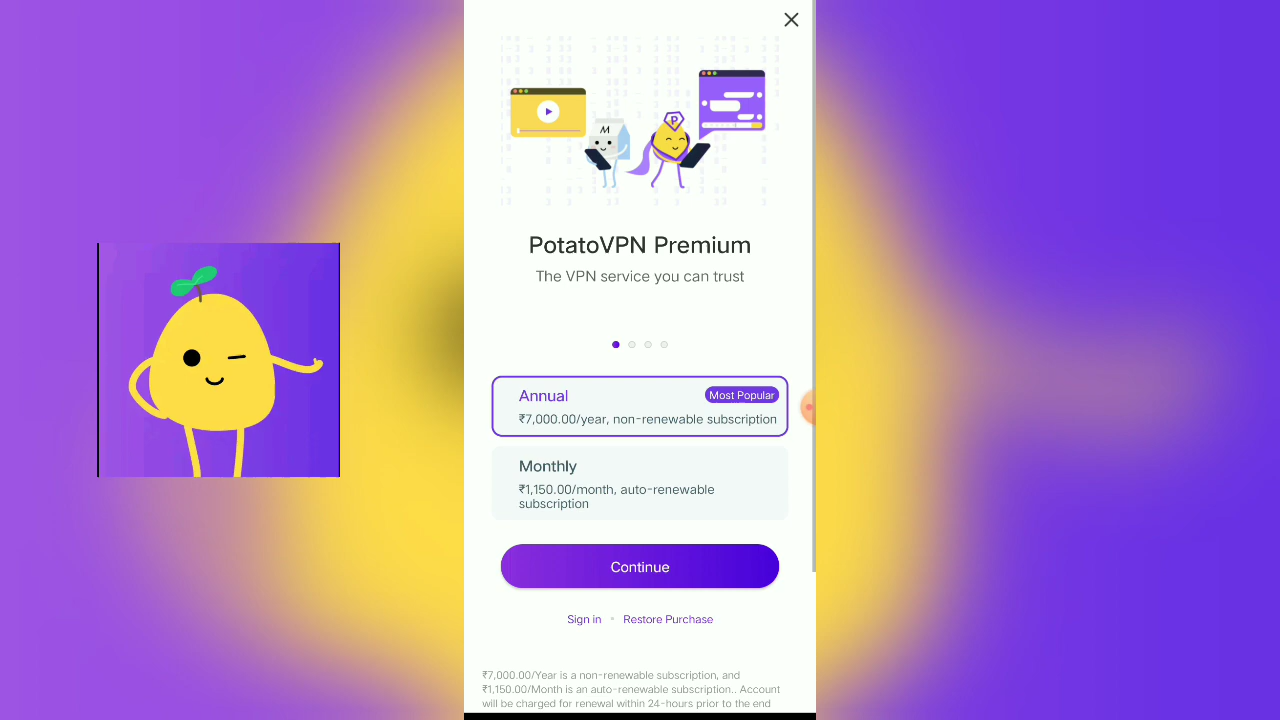 M
P
PotatoVPN Premium
The VPN service you can trust
Annual
Most Popular
₹7,000.00/year, non-renewable subscription
Monthly
₹1,150.00/month, auto-renewable
subscription
Continue
Sign in • Restore Purchase
₹7,000.00/Year is a non-renewable subscription, and
₹1,150.00/Month is an auto-renewable subscription.. Account
will be charged for renewal within 24-hours prior to the end